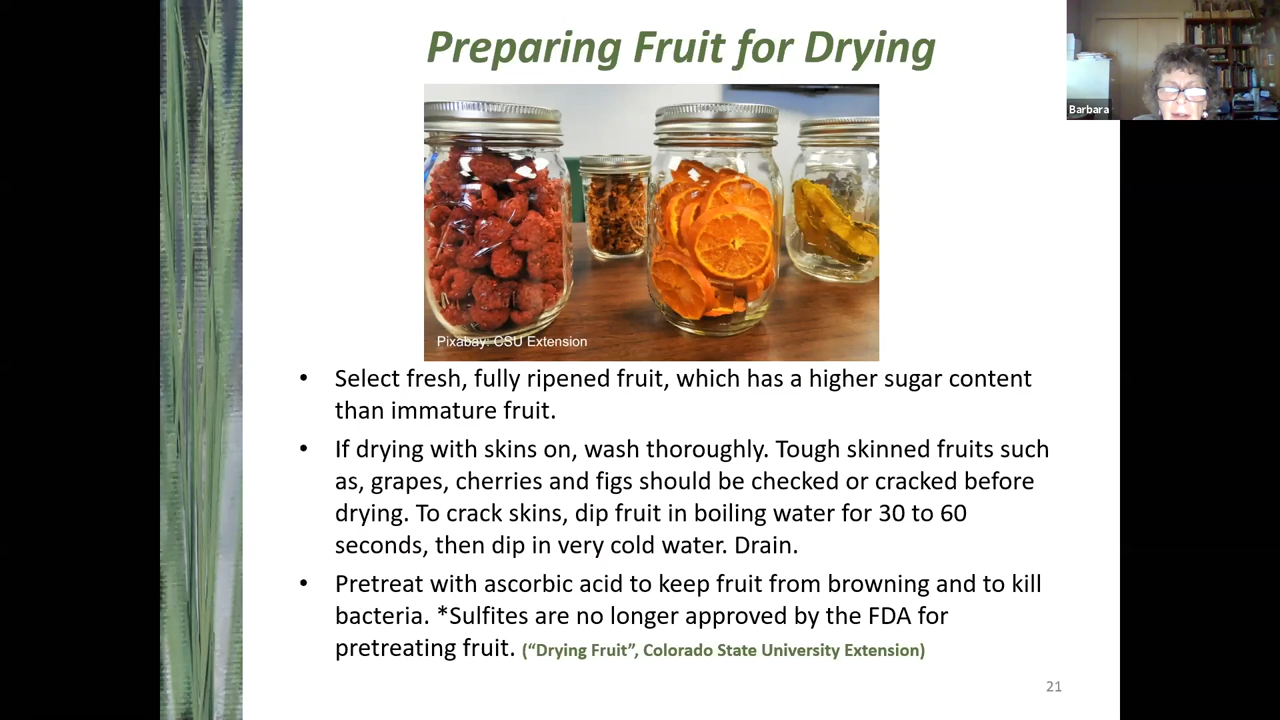 Preparing Fruit for Drying
Barbara
Pixabay: CSU Extension
• Select fresh, fully ripened fruit, which has a higher sugar content
than immature fruit.
• If drying with skins on, wash thoroughly. Tough skinned fruits such
as, grapes, cherries and figs should be checked or cracked before
drying. To crack skins, dip fruit in boiling water for 30 to 60
seconds, then dip in very cold water. Drain.
• Pretreat with ascorbic acid to keep fruit from browning and to kill
bacteria. *Sulfites are no longer approved by the FDA for
pretreating fruit. (“Drying Fruit”, Colorado State University Extension)
21